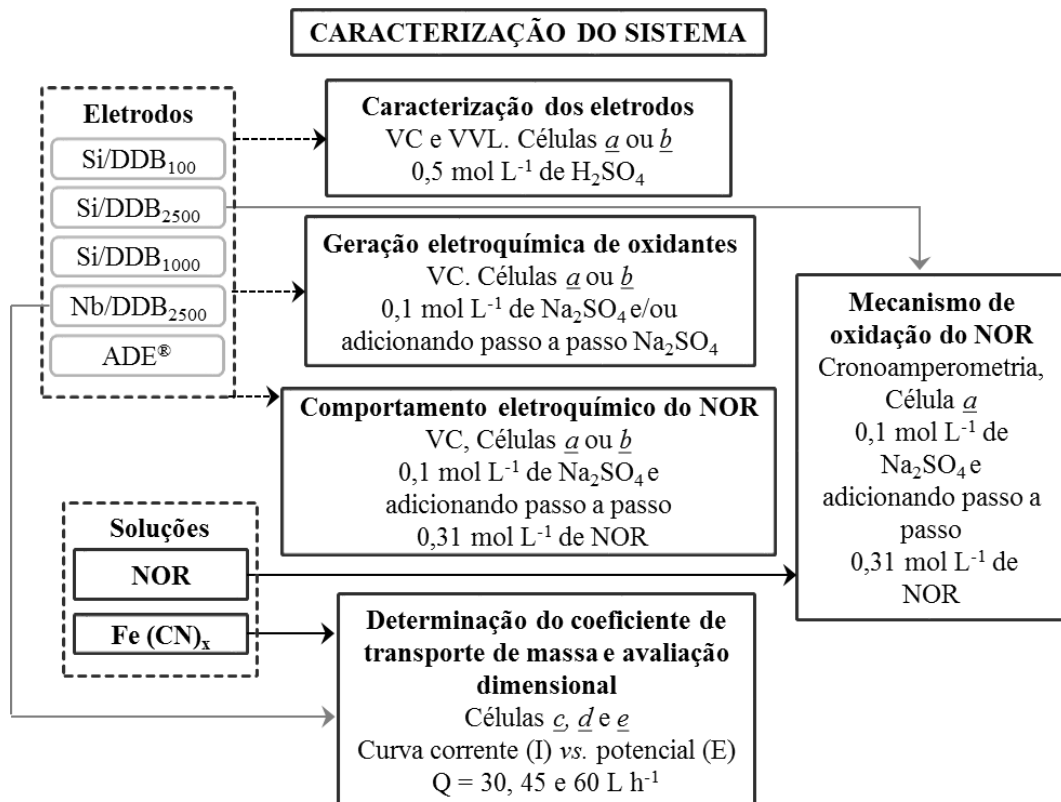 CARACTERIZAÇÃO DO SISTEMA
Eletrodos
Si/DDB100
Si/DDB2500
Si/DDB1000
Nb/DDB2500
ADE®
Caracterização dos eletrodos
VC e VVL. Células a ou b
0,5 mol L-1 de H2SO4
Geração eletroquímica de oxidantes
VC. Células a ou b
0,1 mol L-1 de Na2SO4 e/ou
adicionando passo a passo Na2SO4
Comportamento eletroquímico do NOR
VC, Células a ou b
0,1 mol L-1 de Na2SO4 e
adicionando passo a passo
0,31 mol L-1 de NOR
Mecanismo de
oxidação do NOR
Cronoamperometria,
Célula a
0,1 mol L-1 de
Na2SO4 e
adicionando passo a
passo
0,31 mol L-1 de
NOR
Soluções
NOR
Fe (CN)x
Determinação do coeficiente de
transporte de massa e avaliação
dimensional
Células c, d e e
Curva corrente (I) vs. potencial (E)
Q = 30, 45 e 60 L h-1